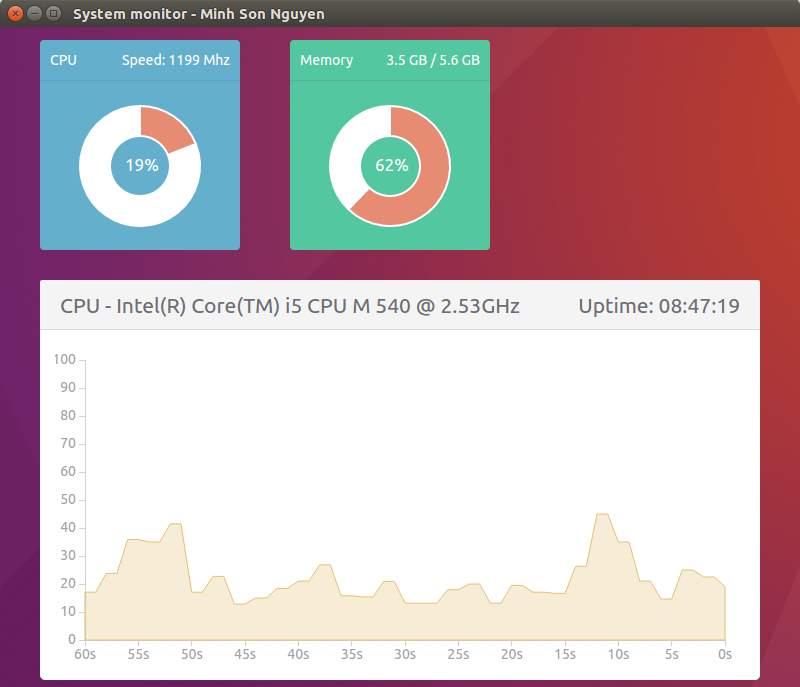 System monitor - Minh Son Nguyen
CPU Speed: 1199 Mhz
19%
Memory 3.5 GB / 5.6 GB
62%
CPU - Intel(R) Core(TM) i5 CPU M 540 @ 2.53GHz Uptime: 08:47:19
100
90
80
70
60
50
40
30
20
10
0
60s 55s 50s 45s 40s 35s 30s 25s 20s 15s 10s 5s 0s